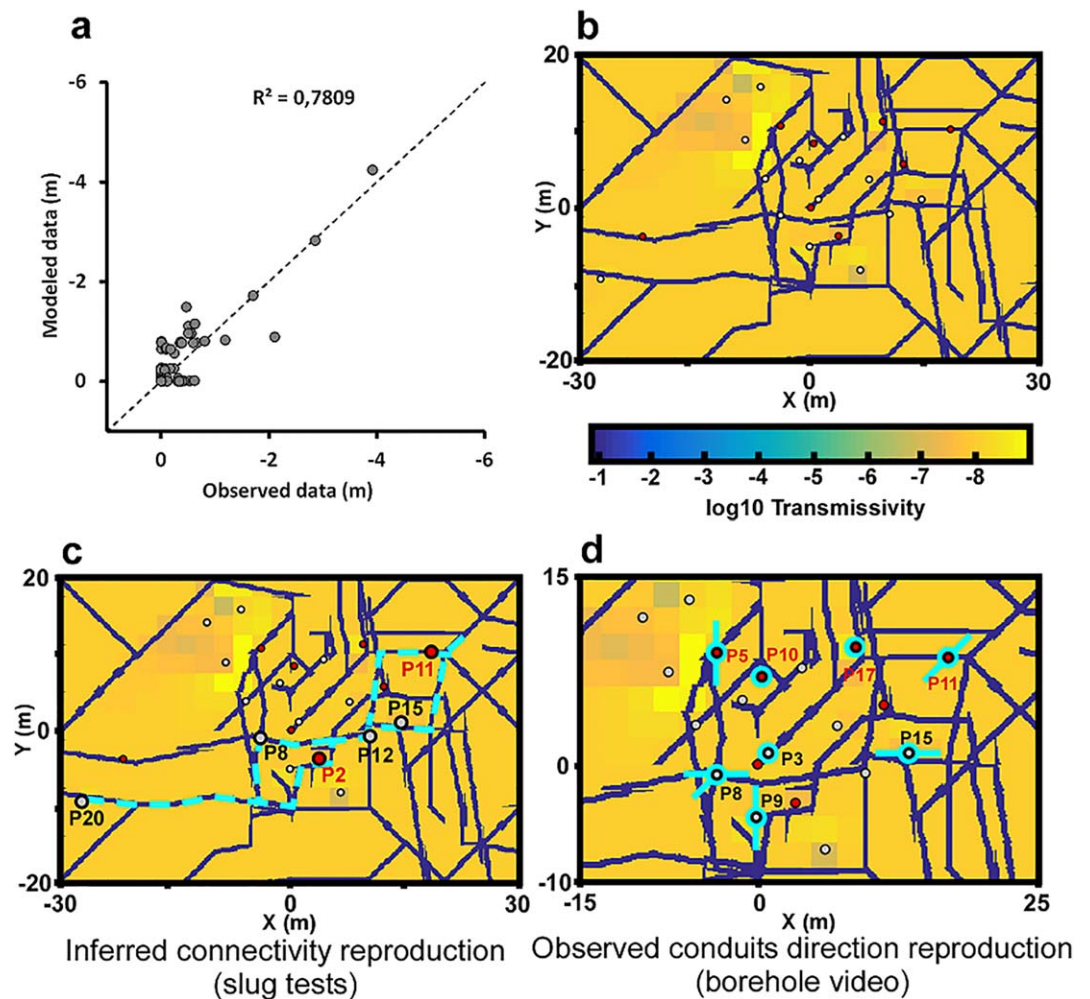 a
-6
R² = 0,7809
-4
-2
0
Modeled data (m)
0 -2 -4 -6
Observed data (m)
b
20
0
-20
Y (m)
-30 0 30
X (m)
-1 -2 -3 -4 -5 -6 -7 -8
log10 Transmissivity
c
20
0
-20
Y (m)
P11
P15
P8
P12
P2
P20
-30 0 30
X (m)
Inferred connectivity reproduction
(slug tests)
d
15
0
-10
P5 P10
P17
P11
P15
P3
P8
P9
-15 0 25
X (m)
Observed conduits direction reproduction
(borehole video)